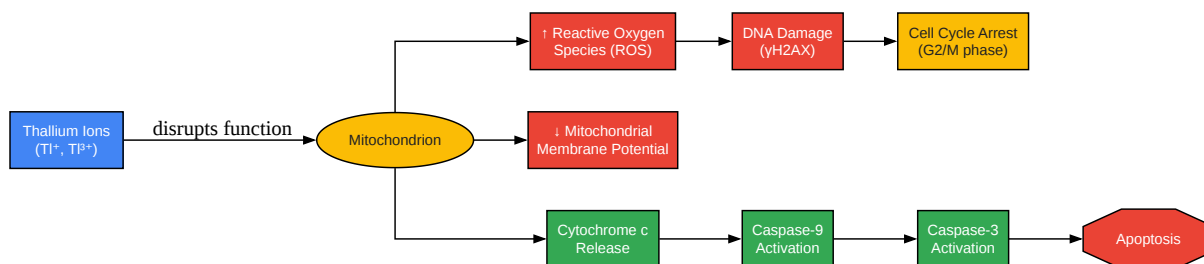 ↑ Reactive Oxygen
Species (ROS)
DNA Damage
(γH2AX)
Cell Cycle Arrest
(G2/M phase)
Thallium Ions
(Tl⁺, Tl³⁺)
disrupts function
Mitochondrion
↓ Mitochondrial
Membrane Potential
Cytochrome c
Release
Caspase-9
Activation
Caspase-3
Activation
Apoptosis